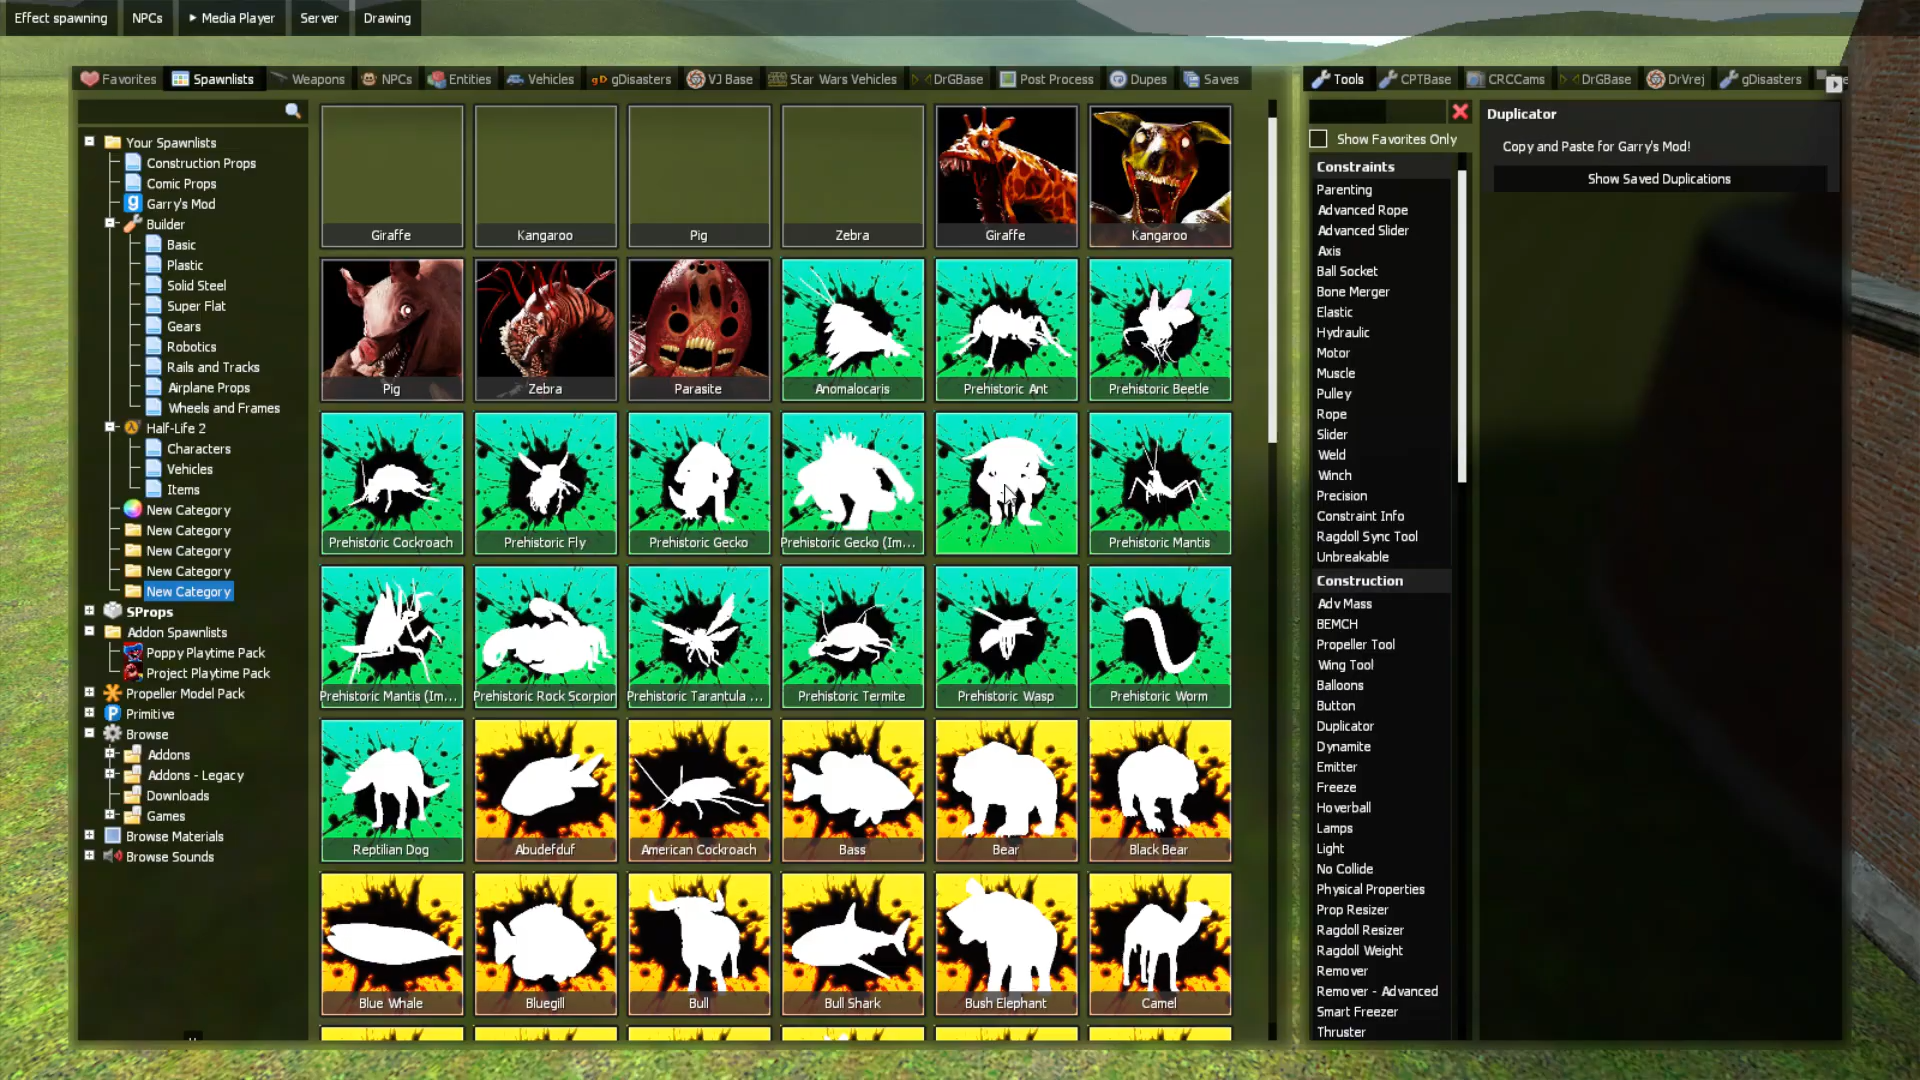 Effect spawning NPCs Media Player Server Drawing
Favorites Spawnlists Weapons NPCs Entities Vehicles gDisasters VJ Base Star Wars Vehicles DrGBase Post Process Dupes Saves
Your Spawnlists
Construction Props
Comic Props
Garry's Mod
Builder
Basic
Plastic
Solid Steel
Super Flat
Gears
Robotics
Rails and Tracks
Airplane Props
Wheels and Frames
Half-Life 2
Characters
Vehicles
Items
New Category
New Category
New Category
New Category
New Category
SProps
Addon Spawnlists
Poppy Playtime Pack
Project Playtime Pack
Propeller Model Pack
Primitive
Browse
Addons
Addons - Legacy
Downloads
Games
Browse Materials
Browse Sounds
Giraffe Kangaroo Pig Zebra Giraffe Kangaroo
Pig Zebra Parasite Anomalocaris Prehistoric Ant Prehistoric Beetle
Prehistoric Cockroach Prehistoric Fly Prehistoric Gecko Prehistoric Gecko (Im... Prehistoric Mantis
Prehistoric Mantis (Im... Prehistoric Rock Scorpion Prehistoric Tarantula ... Prehistoric Termite Prehistoric Wasp Prehistoric Worm
Reptilian Dog Abudefduf American Cockroach Bass Bear Black Bear
Blue Whale Bluegill Bull Bull Shark Bush Elephant Camel
Tools CPTBase CRCCams DrGBase DrVrej gDisasters
Show Favorites Only
Constraints
Parenting
Advanced Rope
Advanced Slider
Axis
Ball Socket
Bone Merger
Elastic
Hydraulic
Motor
Muscle
Pulley
Rope
Slider
Weld
Winch
Precision
Constraint Info
Ragdoll Sync Tool
Unbreakable
Construction
Adv Mass
BEMCH
Propeller Tool
Wing Tool
Balloons
Button
Duplicator
Dynamite
Emitter
Freeze
Hoverball
Lamps
Light
No Collide
Physical Properties
Prop Resizer
Ragdoll Resizer
Ragdoll Weight
Remover
Remover - Advanced
Smart Freezer
Thruster
Duplicator
Copy and Paste for Garry's Mod!
Show Saved Duplications